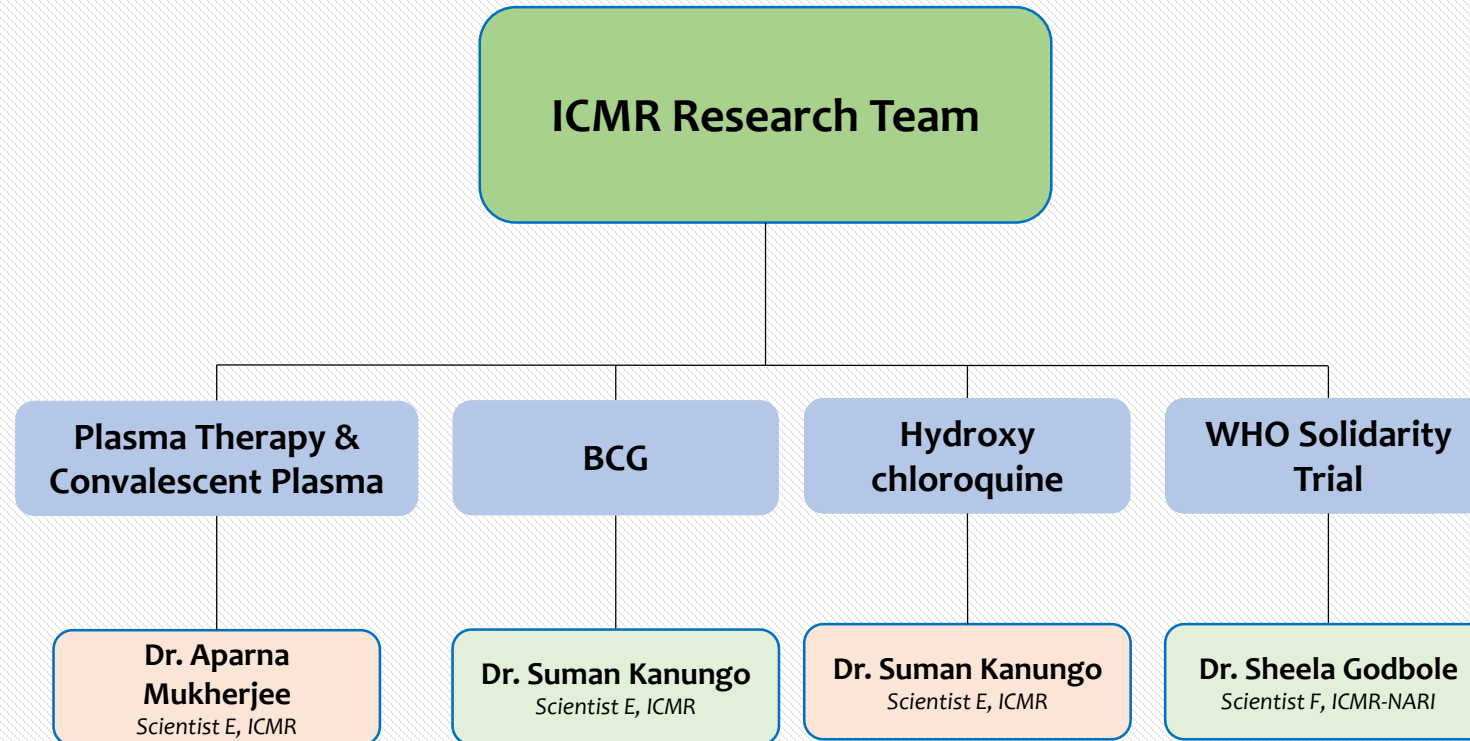 ICMR Research Team
Plasma Therapy &
Convalescent Plasma
BCG
Hydroxy
chloroquine
WHO Solidarity
Trial
Dr. Aparna
Mukherjee
Scientist E, ICMR
Dr. Suman Kanungo
Scientist E, ICMR
Dr. Suman Kanungo
Scientist E, ICMR
Dr. Sheela Godbole
Scientist F, ICMR-NARI